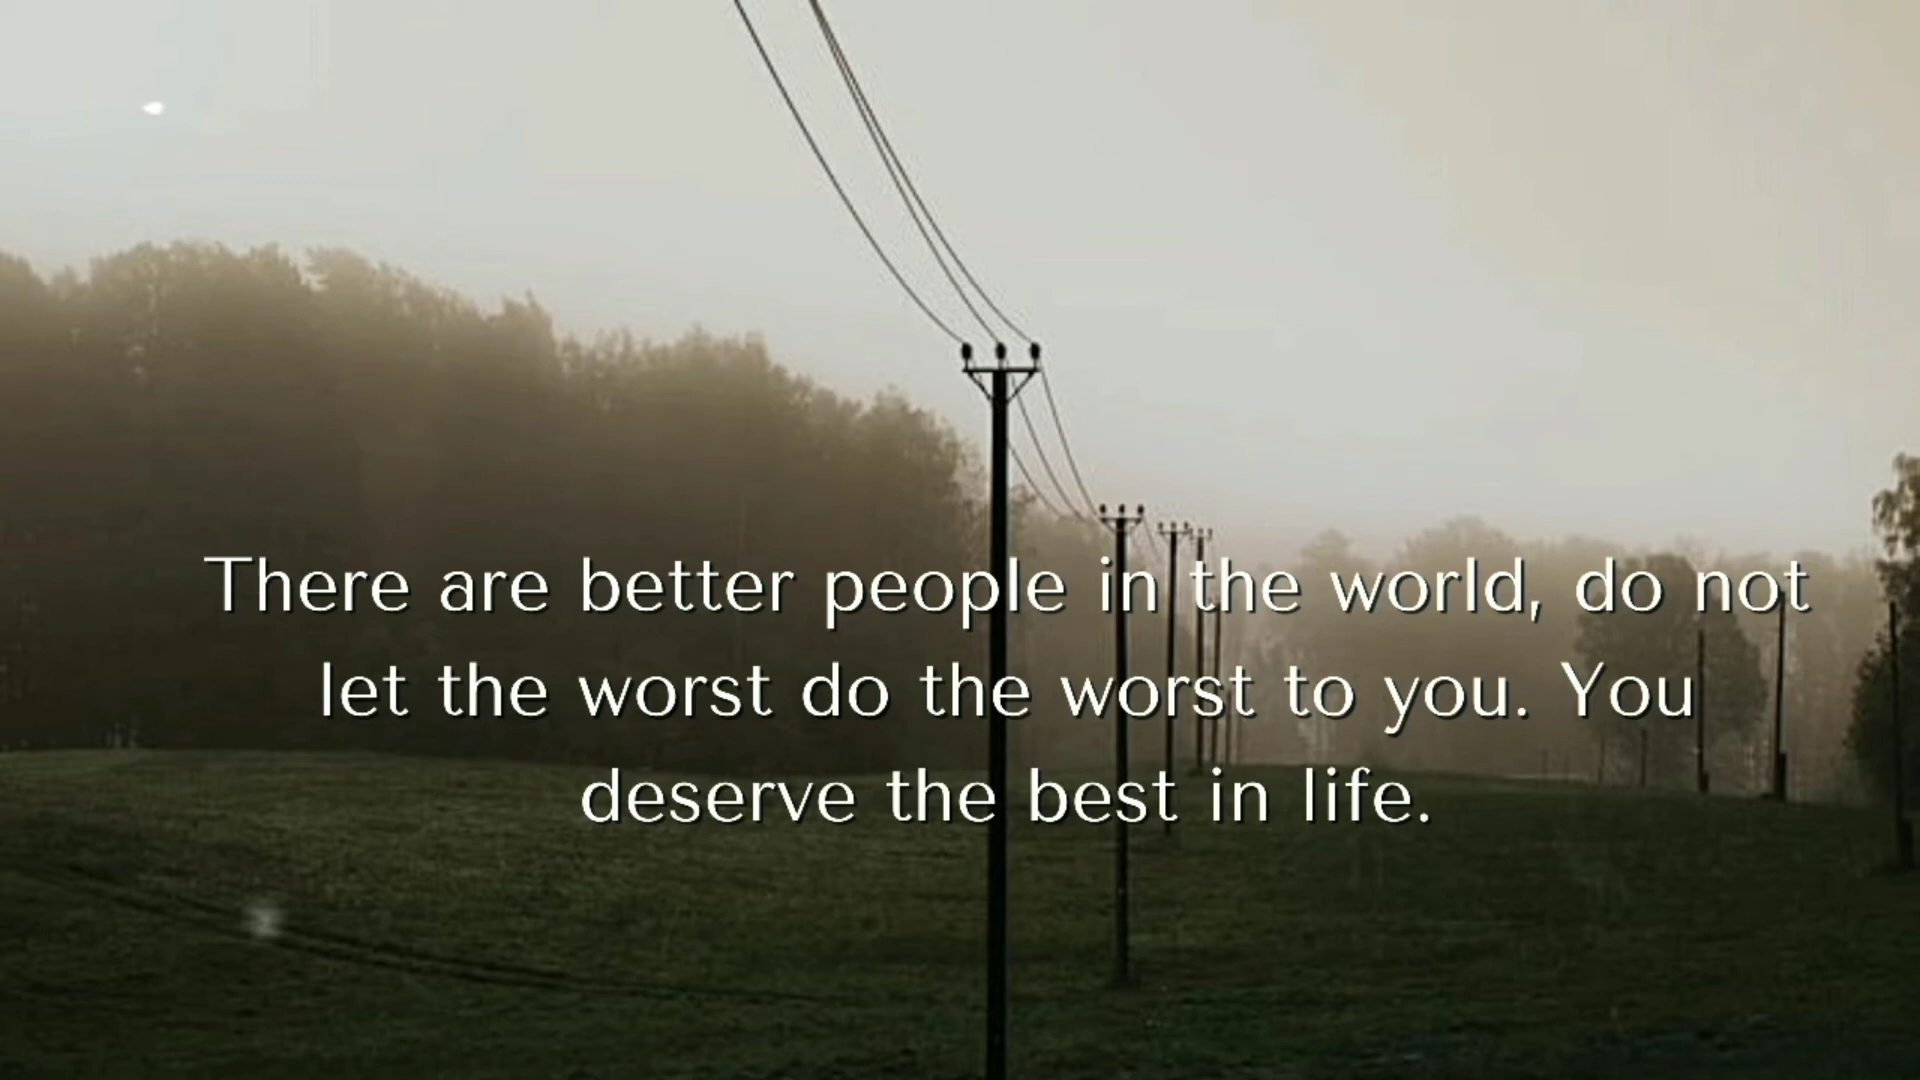 There are better people in the world, do not
let the worst do the worst to you. You
deserve the best in life.